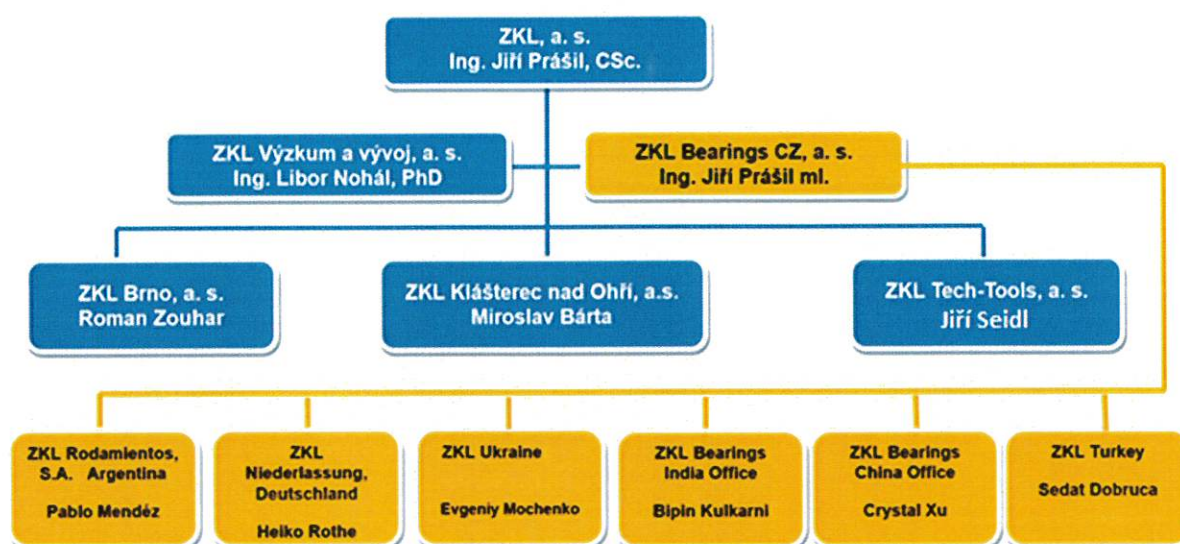 ZKL, a. s.
Ing. Jiří Prášil, CSc.
ZKL Výzkum a vývoj, a. s.
Ing. Libor Nohál, PhD
ZKL Bearings CZ, a. s.
Ing. Jiří Prášil ml.
ZKL Brno, a. s.
Roman Zouhar
ZKL Klášterec nad Ohří, a.s.
Miroslav Bárta
ZKL Tech-Tools, a. s.
Jiří Seidl
ZKL Rodamientos,
S.A. Argentina
Pablo Mendéz
ZKL
Niederlassung,
Deutschland
Heiko Rothe
ZKL Ukraine
Evgeniy Mochenko
ZKL Bearings
India Office
Bipin Kulkarni
ZKL Bearings
China Office
Crystal Xu
ZKL Turkey
Sedat Dobruca